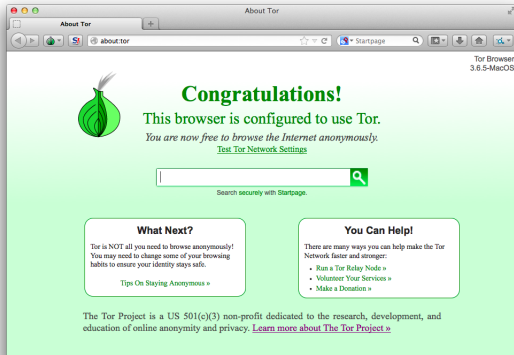 About Tor
About Tor
about:tor
Startpage
Tor Browser
3.6.5-MacOS
Congratulations!
This browser is configured to use Tor.
You are now free to browse the Internet anonymously.
Test Tor Network Settings
Search securely with Startpage.
What Next?
Tor is NOT all you need to browse anonymously!
You may need to change some of your browsing
habits to ensure your identity stays safe.
Tips On Staying Anonymous »
You Can Help!
There are many ways you can help make the Tor
Network faster and stronger:
• Run a Tor Relay Node »
• Volunteer Your Services »
• Make a Donation »
The Tor Project is a US 501(c)(3) non-profit dedicated to the research, development, and
education of online anonymity and privacy. Learn more about The Tor Project »